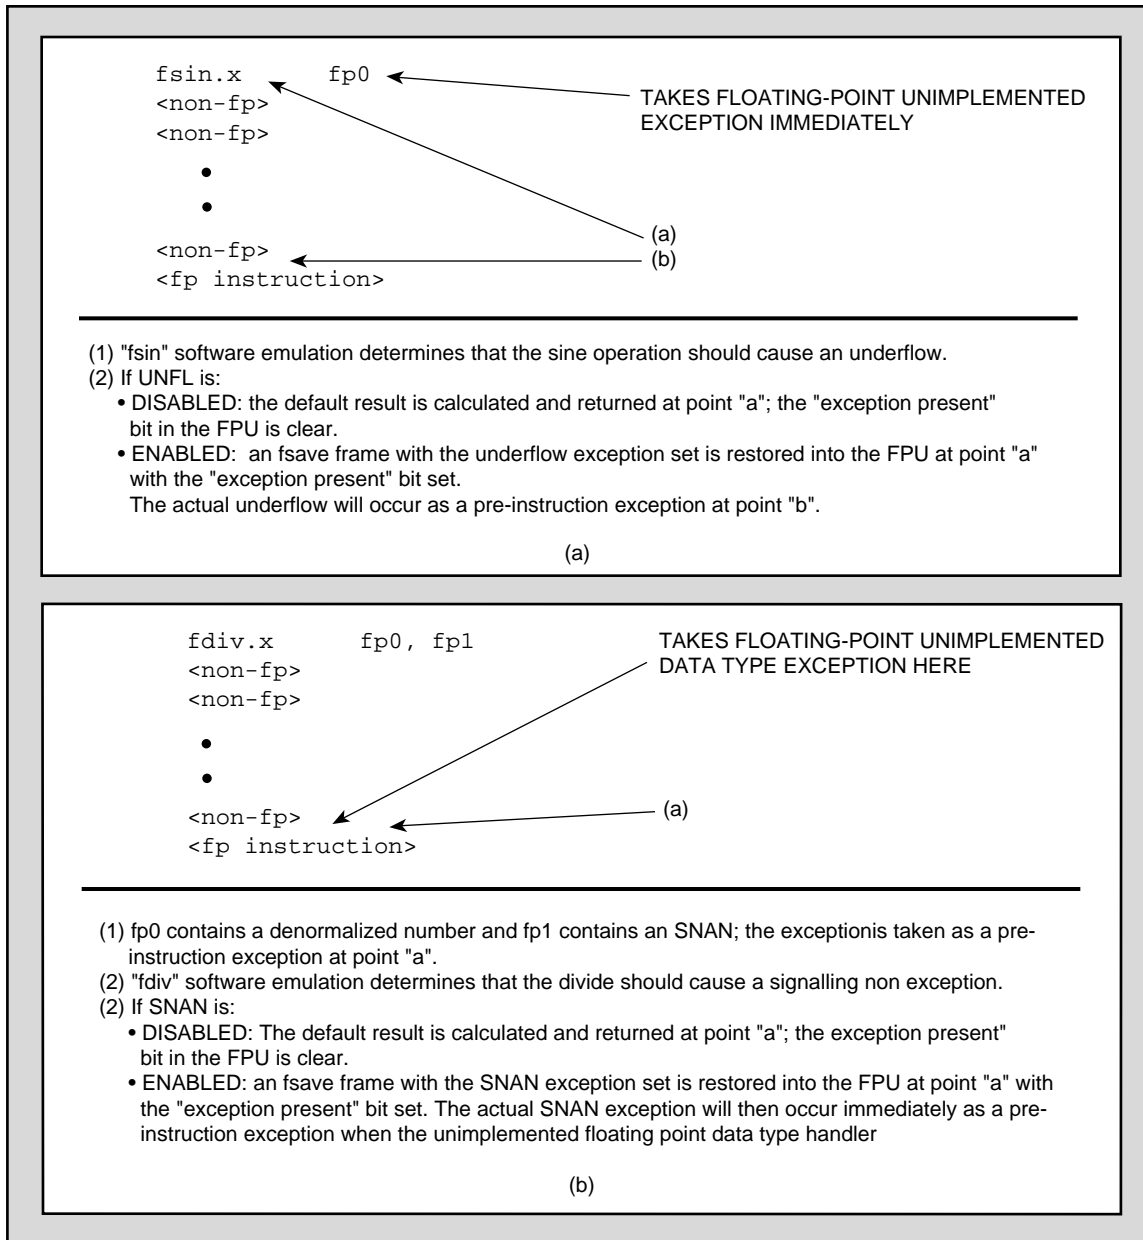 fsin.x fp0
<non-fp>
<non-fp>
TAKES FLOATING-POINT UNIMPLEMENTED
EXCEPTION IMMEDIATELY
•
•
(a)
<non-fp>
(b)
<fp instruction>
(1) "fsin" software emulation determines that the sine operation should cause an underflow.
(2) If UNFL is:
• DISABLED: the default result is calculated and returned at point "a"; the "exception present"
bit in the FPU is clear.
• ENABLED: an fsave frame with the underflow exception set is restored into the FPU at point "a"
with the "exception present" bit set.
The actual underflow will occur as a pre-instruction exception at point "b".
(a)
fdiv.x fp0, fp1
<non-fp>
<non-fp>
TAKES FLOATING-POINT UNIMPLEMENTED
DATA TYPE EXCEPTION HERE
•
•
<non-fp>
(a)
<fp instruction>
(1) fp0 contains a denormalized number and fp1 contains an SNAN; the exceptionis taken as a pre-
instruction exception at point "a".
(2) "fdiv" software emulation determines that the divide should cause a signalling non exception.
(2) If SNAN is:
• DISABLED: The default result is calculated and returned at point "a"; the exception present"
bit in the FPU is clear.
• ENABLED: an fsave frame with the SNAN exception set is restored into the FPU at point "a" with
the "exception present" bit set. The actual SNAN exception will then occur immediately as a pre-
instruction exception when the unimplemented floating point data type handler
(b)